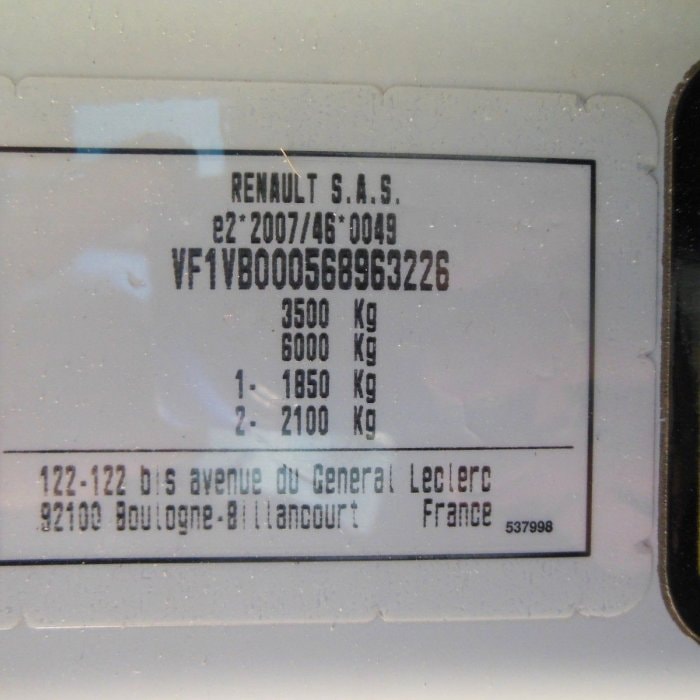 RENAULT S.A.S.
e2*2007/46*0049
VF1VB000568963226
3500 Kg
6000 Kg
1- 1850 Kg
2- 2100 Kg
122-122 bis avenue du General Leclerc
92100 Boulogne-Billancourt France 537998